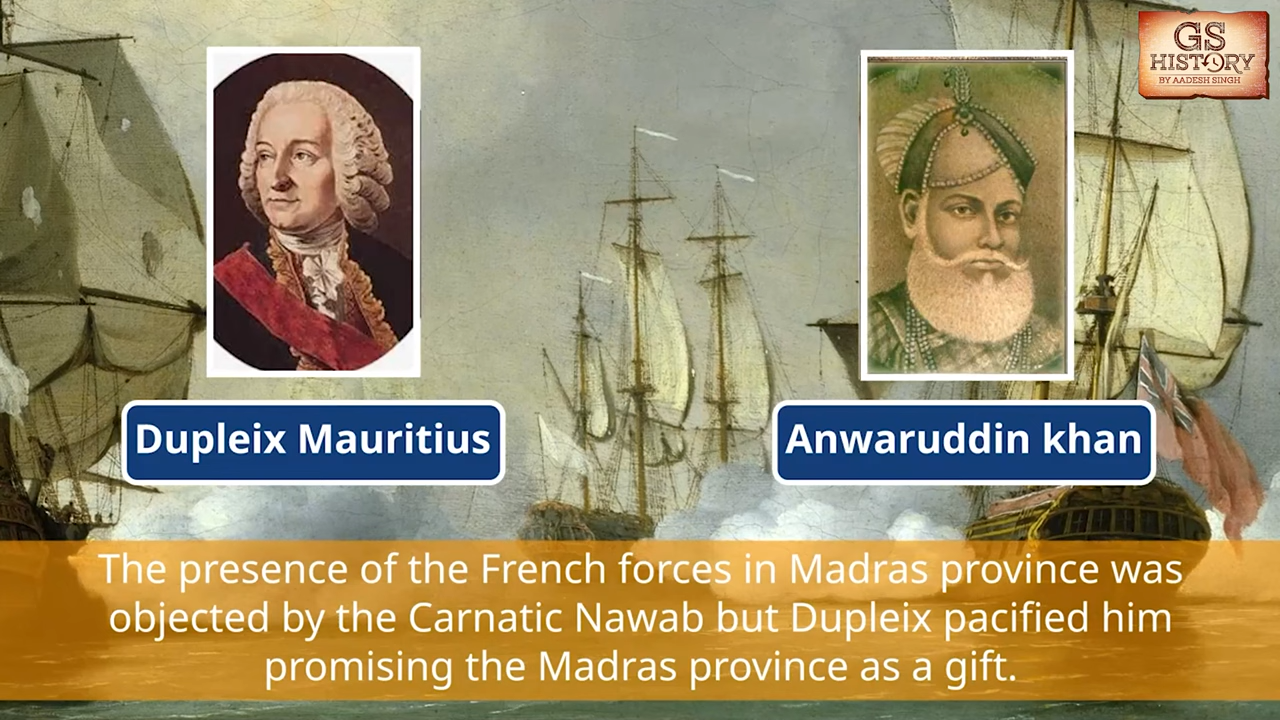 GS
HISTORY
BY AADESH SINGH
Dupleix Mauritius
Anwaruddin khan
The presence of the French forces in Madras province was
objected by the Carnatic Nawab but Dupleix pacified him
promising the Madras province as a gift.